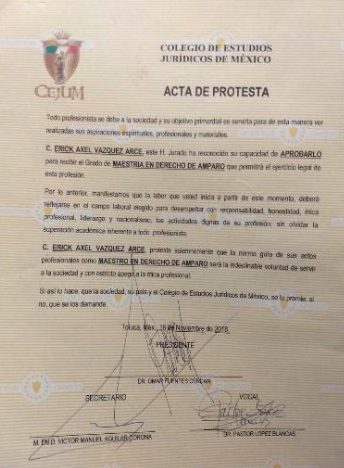 COLEGIO DE ESTUDIOS
JURÍDICOS DE MÉXICO
CEJUM
ACTA DE PROTESTA
Todo profesionista se debe a la sociedad y su objetivo primordial es servirla para de esta manera ver
realizadas sus aspiraciones espirituales, profesionales y materiales.
C. ERICK AXEL VAZQUEZ ARCE, este H. Jurado ha reconocido su capacidad de APROBARLO
para recibir el Grado de MAESTRIA EN DERECHO DE AMPARO que permitirá el ejercicio legal de
esta profesión.
Por lo anterior, manifestamos que la labor que usted inicia a partir de este momento, deberá
reflejarse en el campo laboral elegido para desempeñar con responsabilidad, honestidad, ética
profesional, liderazgo y racionalismo, las actividades dignas de su profesión; sin olvidar la
superación académica inherente a todo profesionista.
C. ERICK AXEL VAZQUEZ ARCE, protesta solemnemente que la norma guía de sus actos
profesionales como MAESTRO EN DERECHO DE AMPARO será la indeclinable voluntad de servir
a la sociedad y con estricto apego a la ética profesional.
Si así lo hace, que la sociedad, su país y el Colegio de Estudios Jurídicos de México, se lo premie, si
no, que se los demande.
Toluca, Méx., 16 de Noviembre de 2018.
PRESIDENTE
DR. OMAR FUENTES CERDAN
SECRETARIO
VOCAL
M. EN D. VICTOR MANUEL AGUILAR CORONA
DR. PASTOR LOPEZ BLANCAS